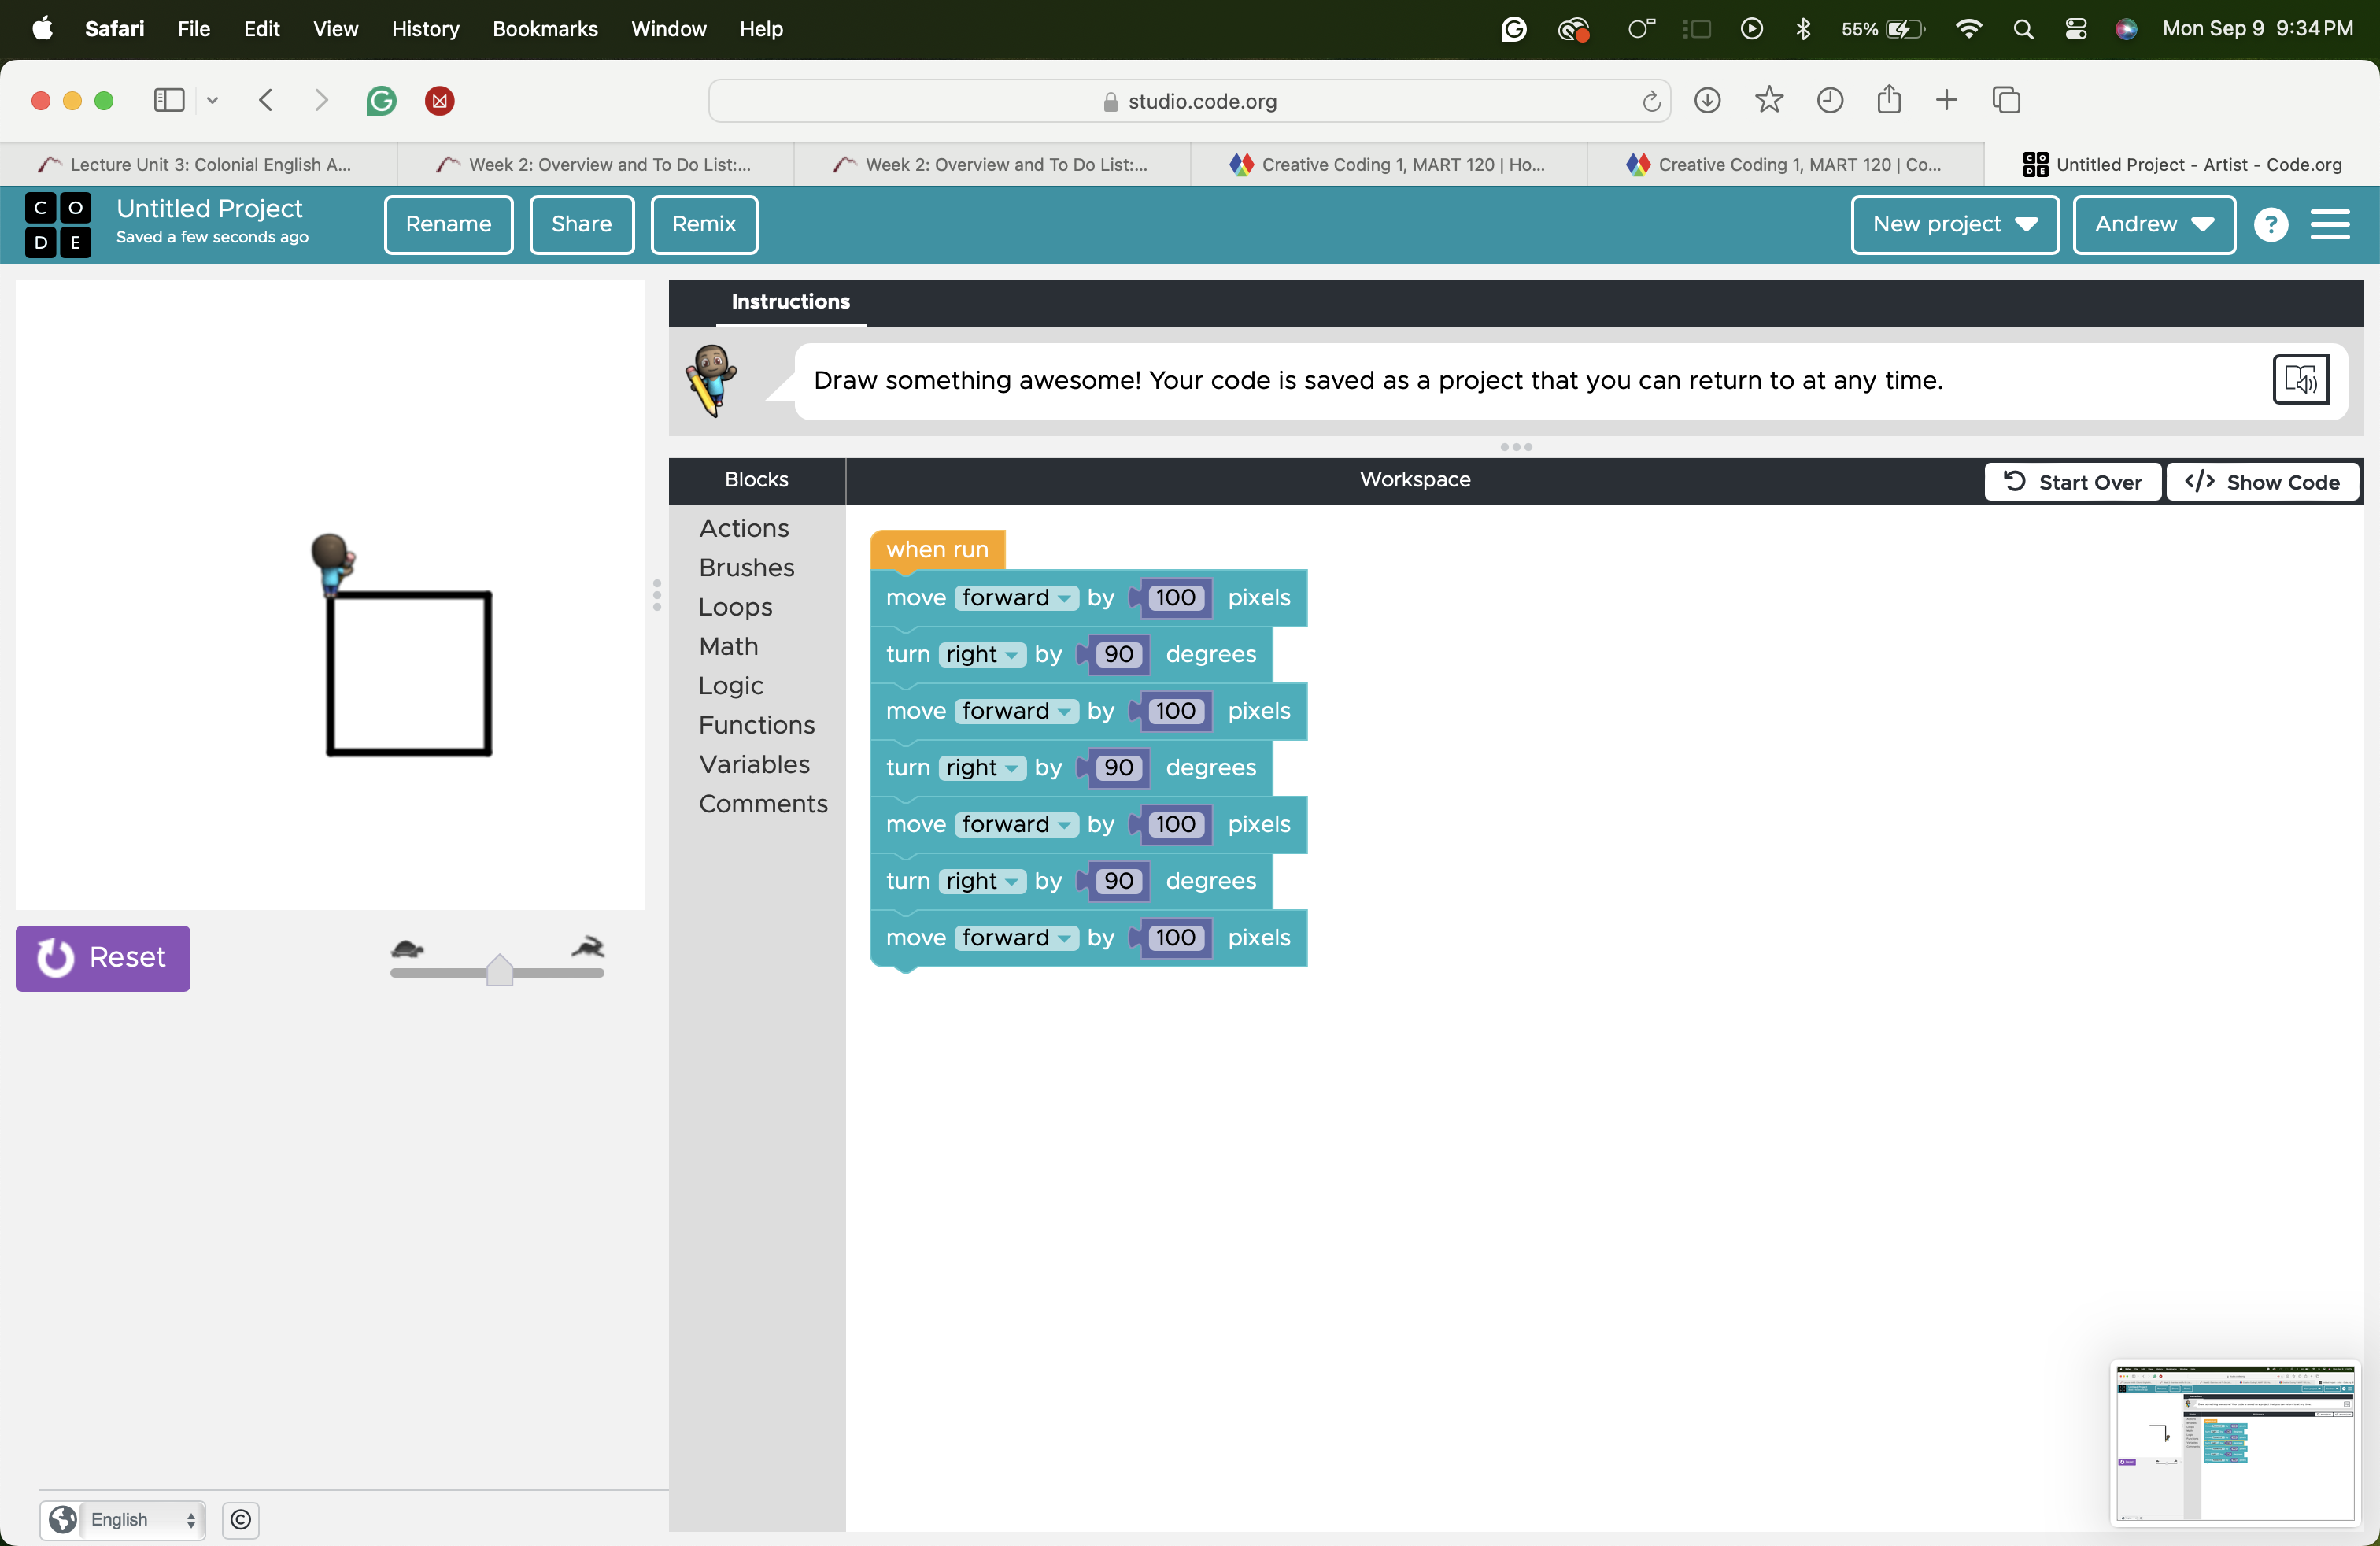 Safari File Edit View History Bookmarks Window Help 55% Mon Sep 9 9:34 PM
studio.code.org
Lecture Unit 3: Colonial English A... Week 2: Overview and To Do List:... Week 2: Overview and To Do List:... Creative Coding 1, MART 120 | Ho... Creative Coding 1, MART 120 | Co... Untitled Project - Artist - Code.org
C O D E
Untitled Project
Saved a few seconds ago
Rename Share Remix New project Andrew ?
Instructions
Draw something awesome! Your code is saved as a project that you can return to at any time.
Blocks Workspace Start Over </> Show Code
Actions
Brushes
Loops
Math
Logic
Functions
Variables
Comments
when run
move forward by 100 pixels
turn right by 90 degrees
move forward by 100 pixels
turn right by 90 degrees
move forward by 100 pixels
turn right by 90 degrees
move forward by 100 pixels
Reset
English ©